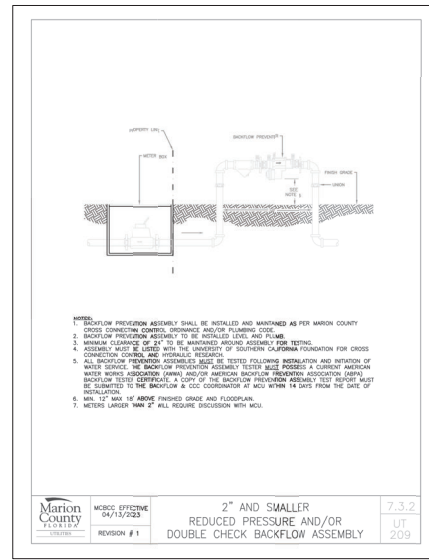 PROPERTY LINE
BACKFLOW PREVENTER
METER BOX
FINISH GRADE
UNION
SEE
NOTE
NOTES:
1. BACKFLOW PREVENTION ASSEMBLY SHALL BE INSTALLED AND MAINTAINED AS PER MARION COUNTY
CROSS CONNECTION CONTROL ORDINANCE AND/OR PLUMBING CODE.
2. BACKFLOW PREVENTION ASSEMBLY TO BE INSTALLED LEVEL AND PLUMB.
3. MINIMUM CLEARANCE OF 24" TO BE MAINTAINED AROUND ASSEMBLY FOR TESTING.
4. ASSEMBLY MUST BE LISTED WITH THE UNIVERSITY OF SOUTHERN CALIFORNIA FOUNDATION FOR CROSS
CONNECTION CONTROL AND HYDRAULIC RESEARCH.
5. ALL BACKFLOW PREVENTION ASSEMBLIES MUST BE TESTED FOLLOWING INSTALLATION AND INITIATION OF
WATER SERVICE. THE BACKFLOW PREVENTION ASSEMBLY TESTER MUST POSSESS A CURRENT AMERICAN
WATER WORKS ASSOCIATION (AWWA) AND/OR AMERICAN BACKFLOW PREVENTION ASSOCIATION (ABPA)
BACKFLOW TESTER CERTIFICATE. A COPY OF THE BACKFLOW PREVENTION ASSEMBLY TEST REPORT MUST
BE SUBMITTED TO THE BACKFLOW & CCC COORDINATOR AT MCU WITHIN 14 DAYS FROM THE DATE OF
INSTALLATION.
6. MIN. 12" MAX 18" ABOVE FINISHED GRADE AND FLOODPLAIN.
7. METERS LARGER THAN 2" WILL REQUIRE DISCUSSION WITH MCU.
Marion
County
FLORIDA
UTILITIES
MCBCC EFFECTIVE
04/13/2023
REVISION # 1
2" AND SMALLER
REDUCED PRESSURE AND/OR
DOUBLE CHECK BACKFLOW ASSEMBLY
7.3.2
UT
209